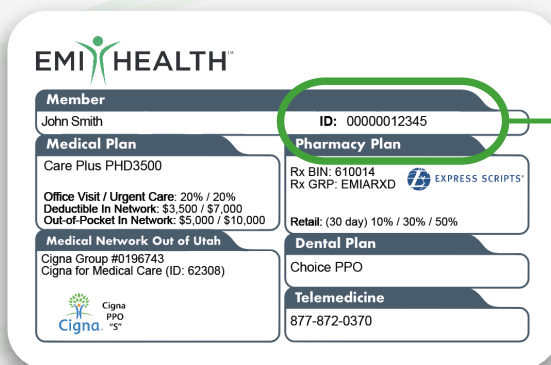 EMI HEALTH™
Member
John Smith
ID: 00000012345
Medical Plan
Care Plus PHD3500
Office Visit / Urgent Care: 20% / 20%
Deductible In Network: $3,500 / $7,000
Out-of-Pocket In Network: $5,000 / $10,000
Pharmacy Plan
Rx BIN: 610014
Rx GRP: EMIARXD
EXPRESS SCRIPTS®
Retail: (30 day) 10% / 30% / 50%
Medical Network Out of Utah
Cigna Group #0196743
Cigna for Medical Care (ID: 62308)
Cigna.
Cigna
PPO
"S"
Dental Plan
Choice PPO
Telemedicine
877-872-0370